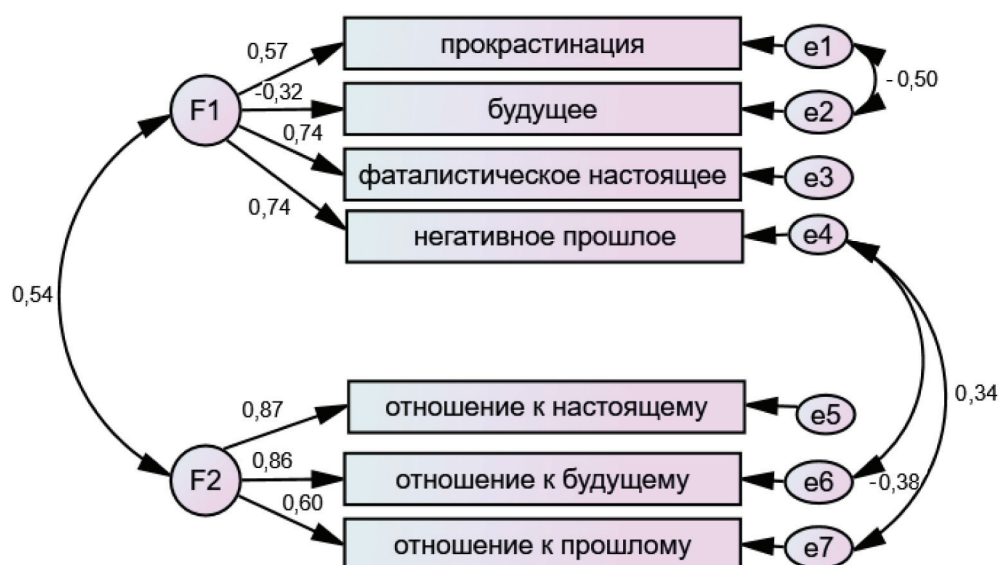 0,57
прокрастинация
e1
-0,32
- 0,50
F1
будущее
e2
0,74
фаталистическое настоящее
e3
0,74
негативное прошлое
e4
0,54
0,87
отношение к настоящему
e5
0,34
0,86
F2
отношение к будущему
e6
-0,38
0,60
отношение к прошлому
e7